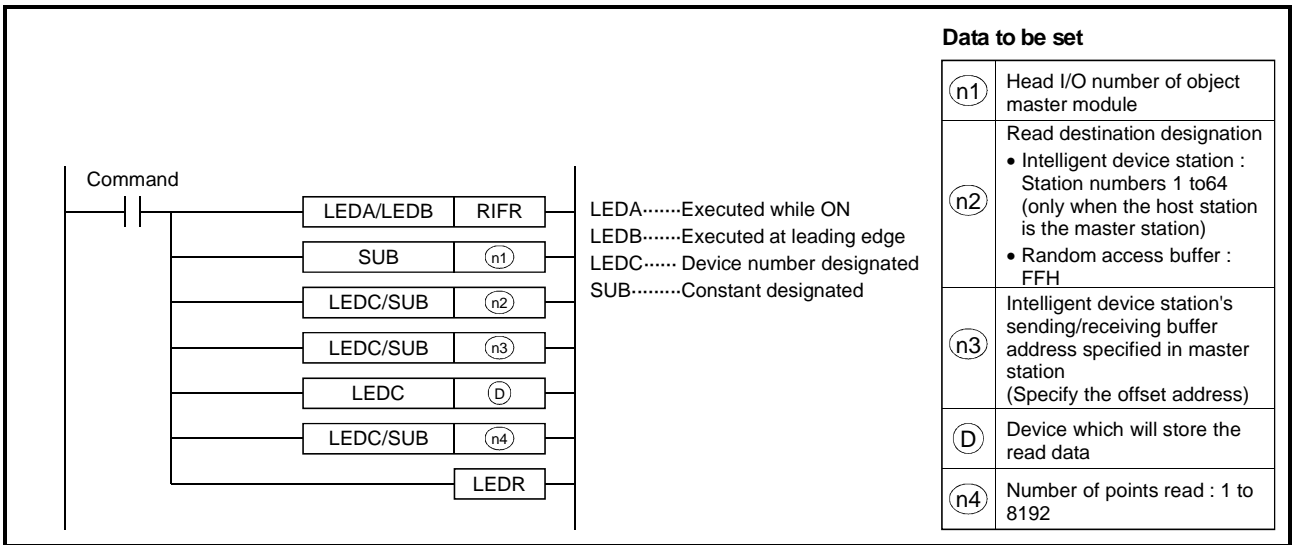 Data to be set
n1 Head I/O number of object
master module
n2 Read destination designation
• Intelligent device station :
Station numbers 1 to64
(only when the host station
is the master station)
• Random access buffer :
FFH
n3 Intelligent device station's
sending/receiving buffer
address specified in master
station
(Specify the offset address)
D Device which will store the
read data
n4 Number of points read : 1 to
8192
Command
LEDA/LEDB RIFR
SUB n1
LEDC/SUB n2
LEDC/SUB n3
LEDC D
LEDC/SUB n4
LEDR
LEDA·······Executed while ON
LEDB·······Executed at leading edge
LEDC······ Device number designated
SUB·········Constant designated